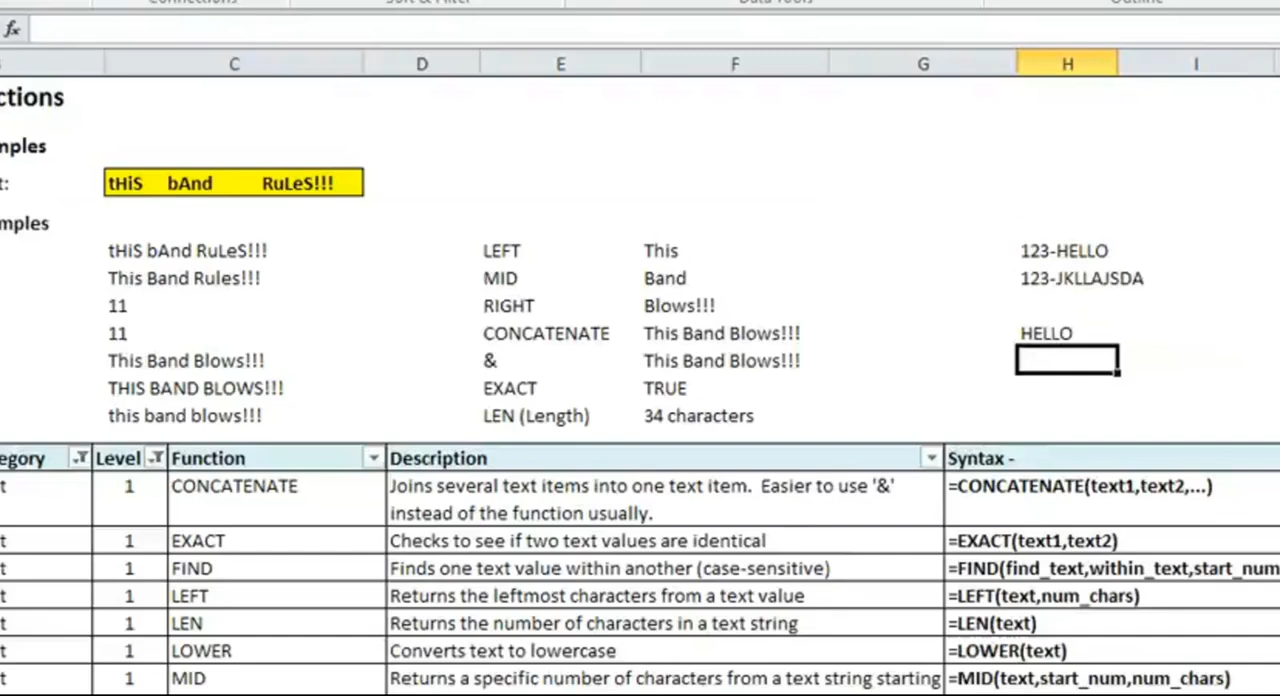 fx
C D E F G H I
ctions
mples
t:
tHiS bAnd RuLeS!!!
mples
tHiS bAnd RuLeS!!! LEFT This 123-HELLO
This Band Rules!!! MID Band 123-JKLLAJSDA
11 RIGHT Blows!!!
11 CONCATENATE This Band Blows!!! HELLO
This Band Blows!!! & This Band Blows!!!
THIS BAND BLOWS!!! EXACT TRUE
this band blows!!! LEN (Length) 34 characters
egory Level Function Description Syntax -
t 1 CONCATENATE Joins several text items into one text item. Easier to use '&' =CONCATENATE(text1,text2,...)
instead of the function usually.
t 1 EXACT Checks to see if two text values are identical =EXACT(text1,text2)
t 1 FIND Finds one text value within another (case-sensitive) =FIND(find_text,within_text,start_num
t 1 LEFT Returns the leftmost characters from a text value =LEFT(text,num_chars)
t 1 LEN Returns the number of characters in a text string =LEN(text)
t 1 LOWER Converts text to lowercase =LOWER(text)
t 1 MID Returns a specific number of characters from a text string starting =MID(text,start_num,num_chars)